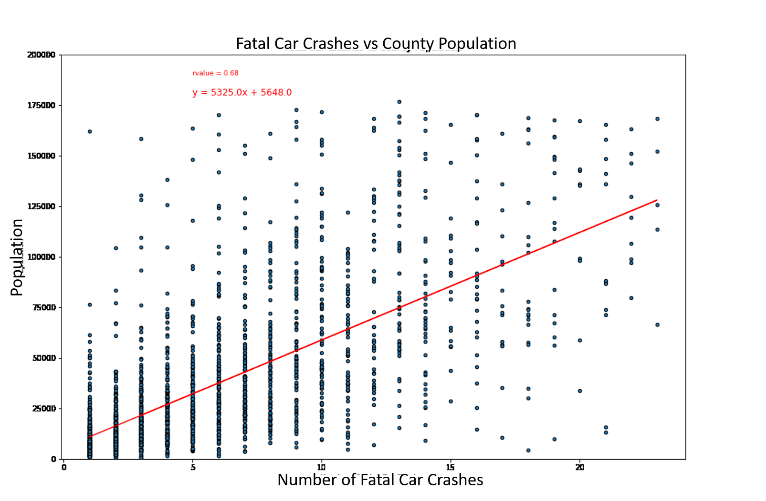 Fatal Car Crashes vs County Population
200000
rvalue = 0.68
y = 5325.0x + 5648.0
175000
150000
125000
100000
75000
50000
25000
0
Population
0 5 10 15 20
Number of Fatal Car Crashes